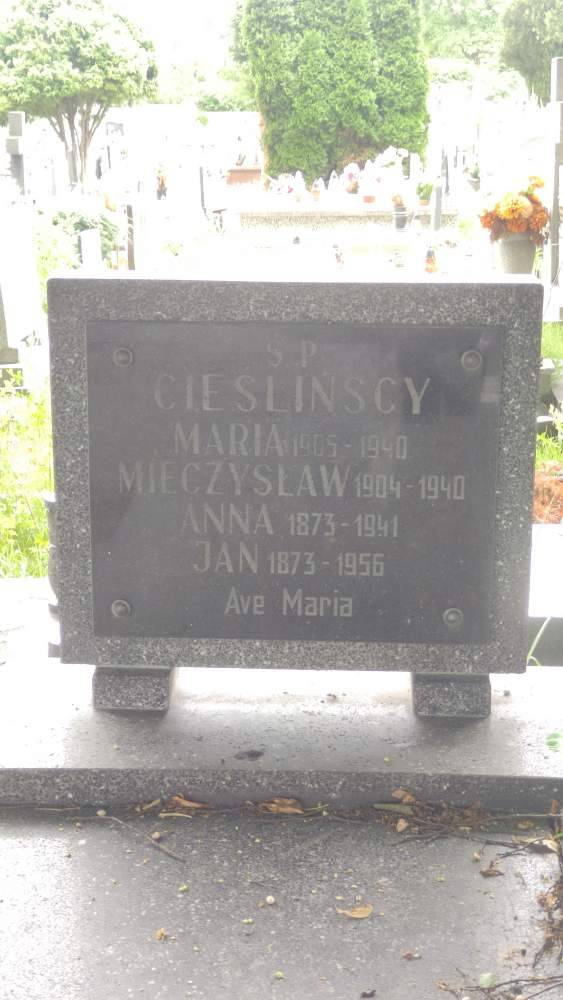 Ś.P.
CIEŚLIŃSCY
MARIA 1905 - 1940
MIECZYSŁAW 1904 - 1940
ANNA 1873 - 1941
JAN 1873 - 1956
Ave Maria